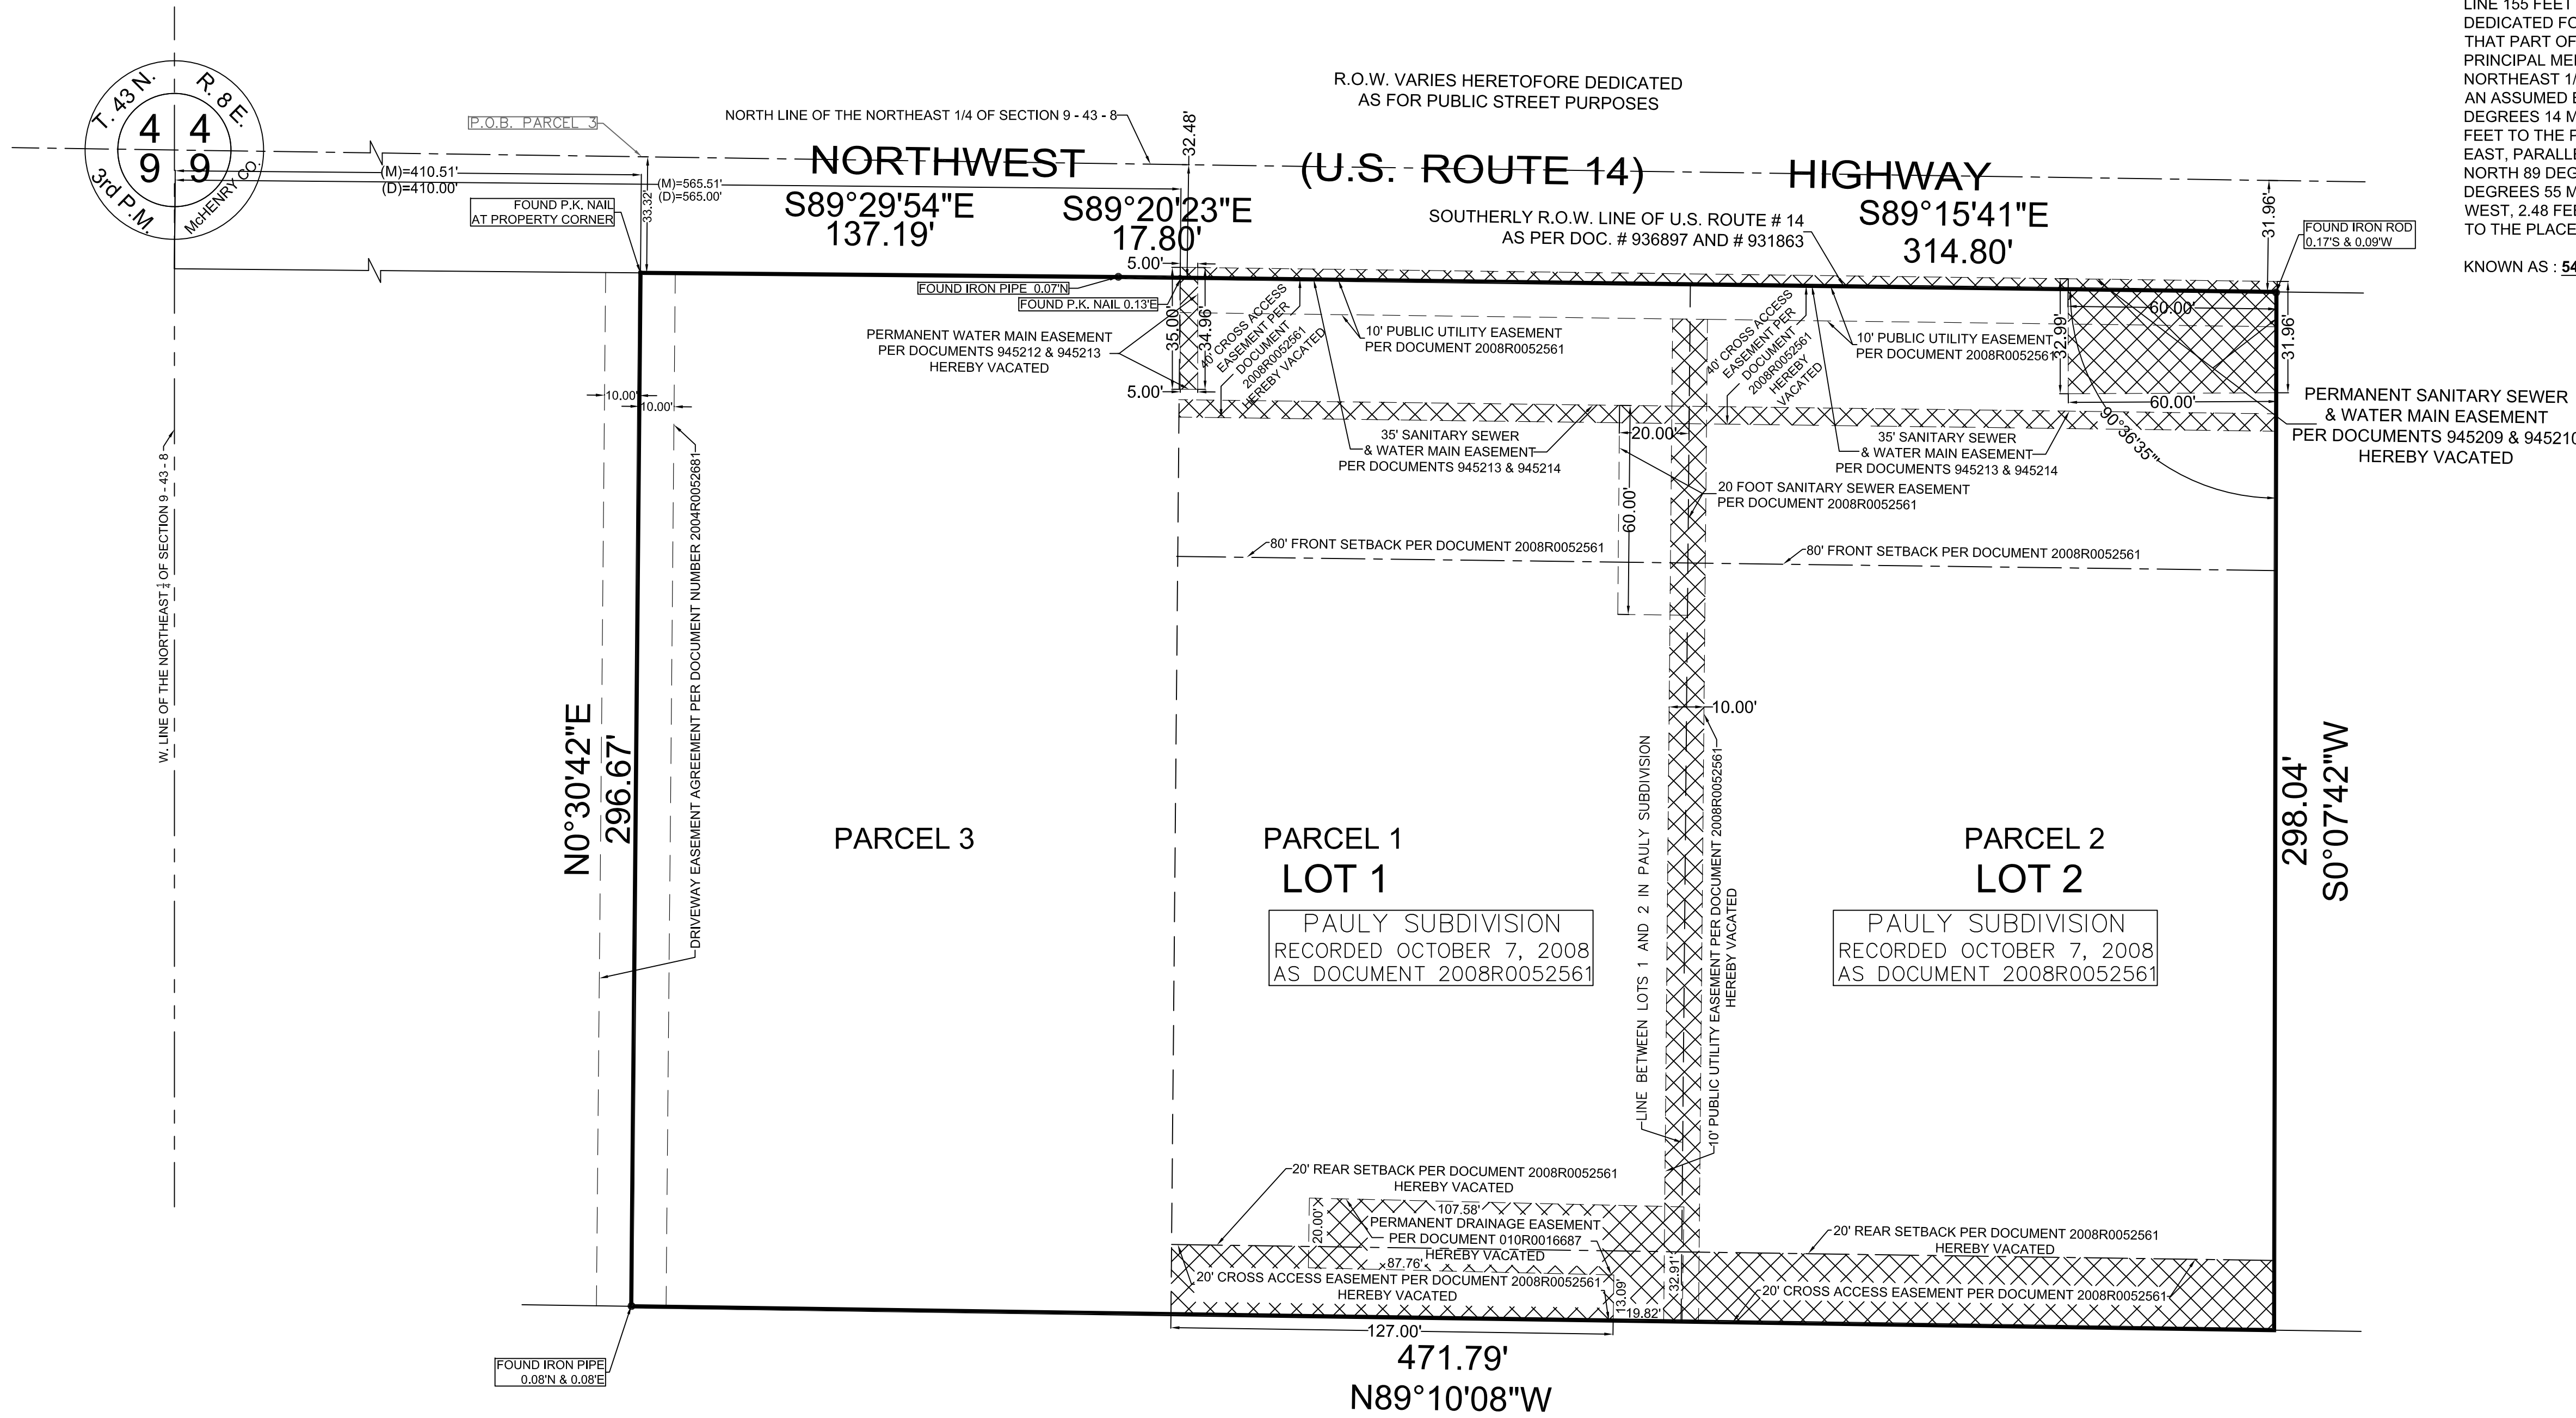 LINE 155 FEET
DEDICATED FO
THAT PART OF
PRINCIPAL ME
NORTHEAST 1/
AN ASSUMED
DEGREES 14 M
FEET TO THE P
EAST, PARALLE
NORTH 89 DEG
DEGREES 55 M
WEST, 2.48 FEE
TO THE PLACE
KNOWN AS : 54
T. 43 N. R. 8 E.
4 4
9 9
3rd P.M. McHENRY CO.
R.O.W. VARIES HERETOFORE DEDICATED
AS FOR PUBLIC STREET PURPOSES
P.O.B. PARCEL 3
NORTH LINE OF THE NORTHEAST 1/4 OF SECTION 9 - 43 - 8
32.48'
NORTHWEST (U.S. ROUTE 14) HIGHWAY
(M)=410.51'
(D)=410.00'
(M)=565.51'
(D)=565.00'
33.32'
FOUND P.K. NAIL
AT PROPERTY CORNER
S89°29'54"E
137.19'
S89°20'23"E
17.80'
SOUTHERLY R.O.W. LINE OF U.S. ROUTE # 14
AS PER DOC. # 936897 AND # 931863
S89°15'41"E
314.80'
31.96'
FOUND IRON ROD
0.17'S & 0.09'W
5.00'
FOUND IRON PIPE 0.07'N
FOUND P.K. NAIL 0.13'E
PERMANENT WATER MAIN EASEMENT
PER DOCUMENTS 945212 & 945213
HEREBY VACATED
35.00'
34.96'
5.00'
40' CROSS ACCESS
EASEMENT PER
DOCUMENT
2008R0052561
HEREBY VACATED
10' PUBLIC UTILITY EASEMENT
PER DOCUMENT 2008R0052561
40' CROSS ACCESS
EASEMENT PER
DOCUMENT
2008R0052561
HEREBY
VACATED
10' PUBLIC UTILITY EASEMENT
PER DOCUMENT 2008R0052561
32.99'
60.00'
31.96'
60.00'
90°36'35"
PERMANENT SANITARY SEWER
& WATER MAIN EASEMENT
PER DOCUMENTS 945209 & 945210
HEREBY VACATED
10.00'
10.00'
35' SANITARY SEWER
& WATER MAIN EASEMENT
PER DOCUMENTS 945213 & 945214
20.00'
35' SANITARY SEWER
& WATER MAIN EASEMENT
PER DOCUMENTS 945213 & 945214
20 FOOT SANITARY SEWER EASEMENT
PER DOCUMENT 2008R0052561
60.00'
80' FRONT SETBACK PER DOCUMENT 2008R0052561
80' FRONT SETBACK PER DOCUMENT 2008R0052561
W. LINE OF THE NORTHEAST 1/4 OF SECTION 9 - 43 - 8
DRIVEWAY EASEMENT AGREEMENT PER DOCUMENT NUMBER 2004R0052681
N0°30'42"E
296.67'
10.00'
LINE BETWEEN LOTS 1 AND 2 IN PAULY SUBDIVISION
10' PUBLIC UTILITY EASEMENT PER DOCUMENT 2008R0052561
HEREBY VACATED
298.04'
S0°07'42"W
PARCEL 3
PARCEL 1
LOT 1
PAULY SUBDIVISION
RECORDED OCTOBER 7, 2008
AS DOCUMENT 2008R0052561
PARCEL 2
LOT 2
PAULY SUBDIVISION
RECORDED OCTOBER 7, 2008
AS DOCUMENT 2008R0052561
20' REAR SETBACK PER DOCUMENT 2008R0052561
HEREBY VACATED
20.00'
107.58'
PERMANENT DRAINAGE EASEMENT
PER DOCUMENT 010R0016687
HEREBY VACATED
87.76'
20' CROSS ACCESS EASEMENT PER DOCUMENT 2008R0052561
HEREBY VACATED
13.09'
19.82'
32.91'
20' REAR SETBACK PER DOCUMENT 2008R0052561
HEREBY VACATED
20' CROSS ACCESS EASEMENT PER DOCUMENT 2008R0052561
127.00'
471.79'
N89°10'08"W
FOUND IRON PIPE
0.08'N & 0.08'E